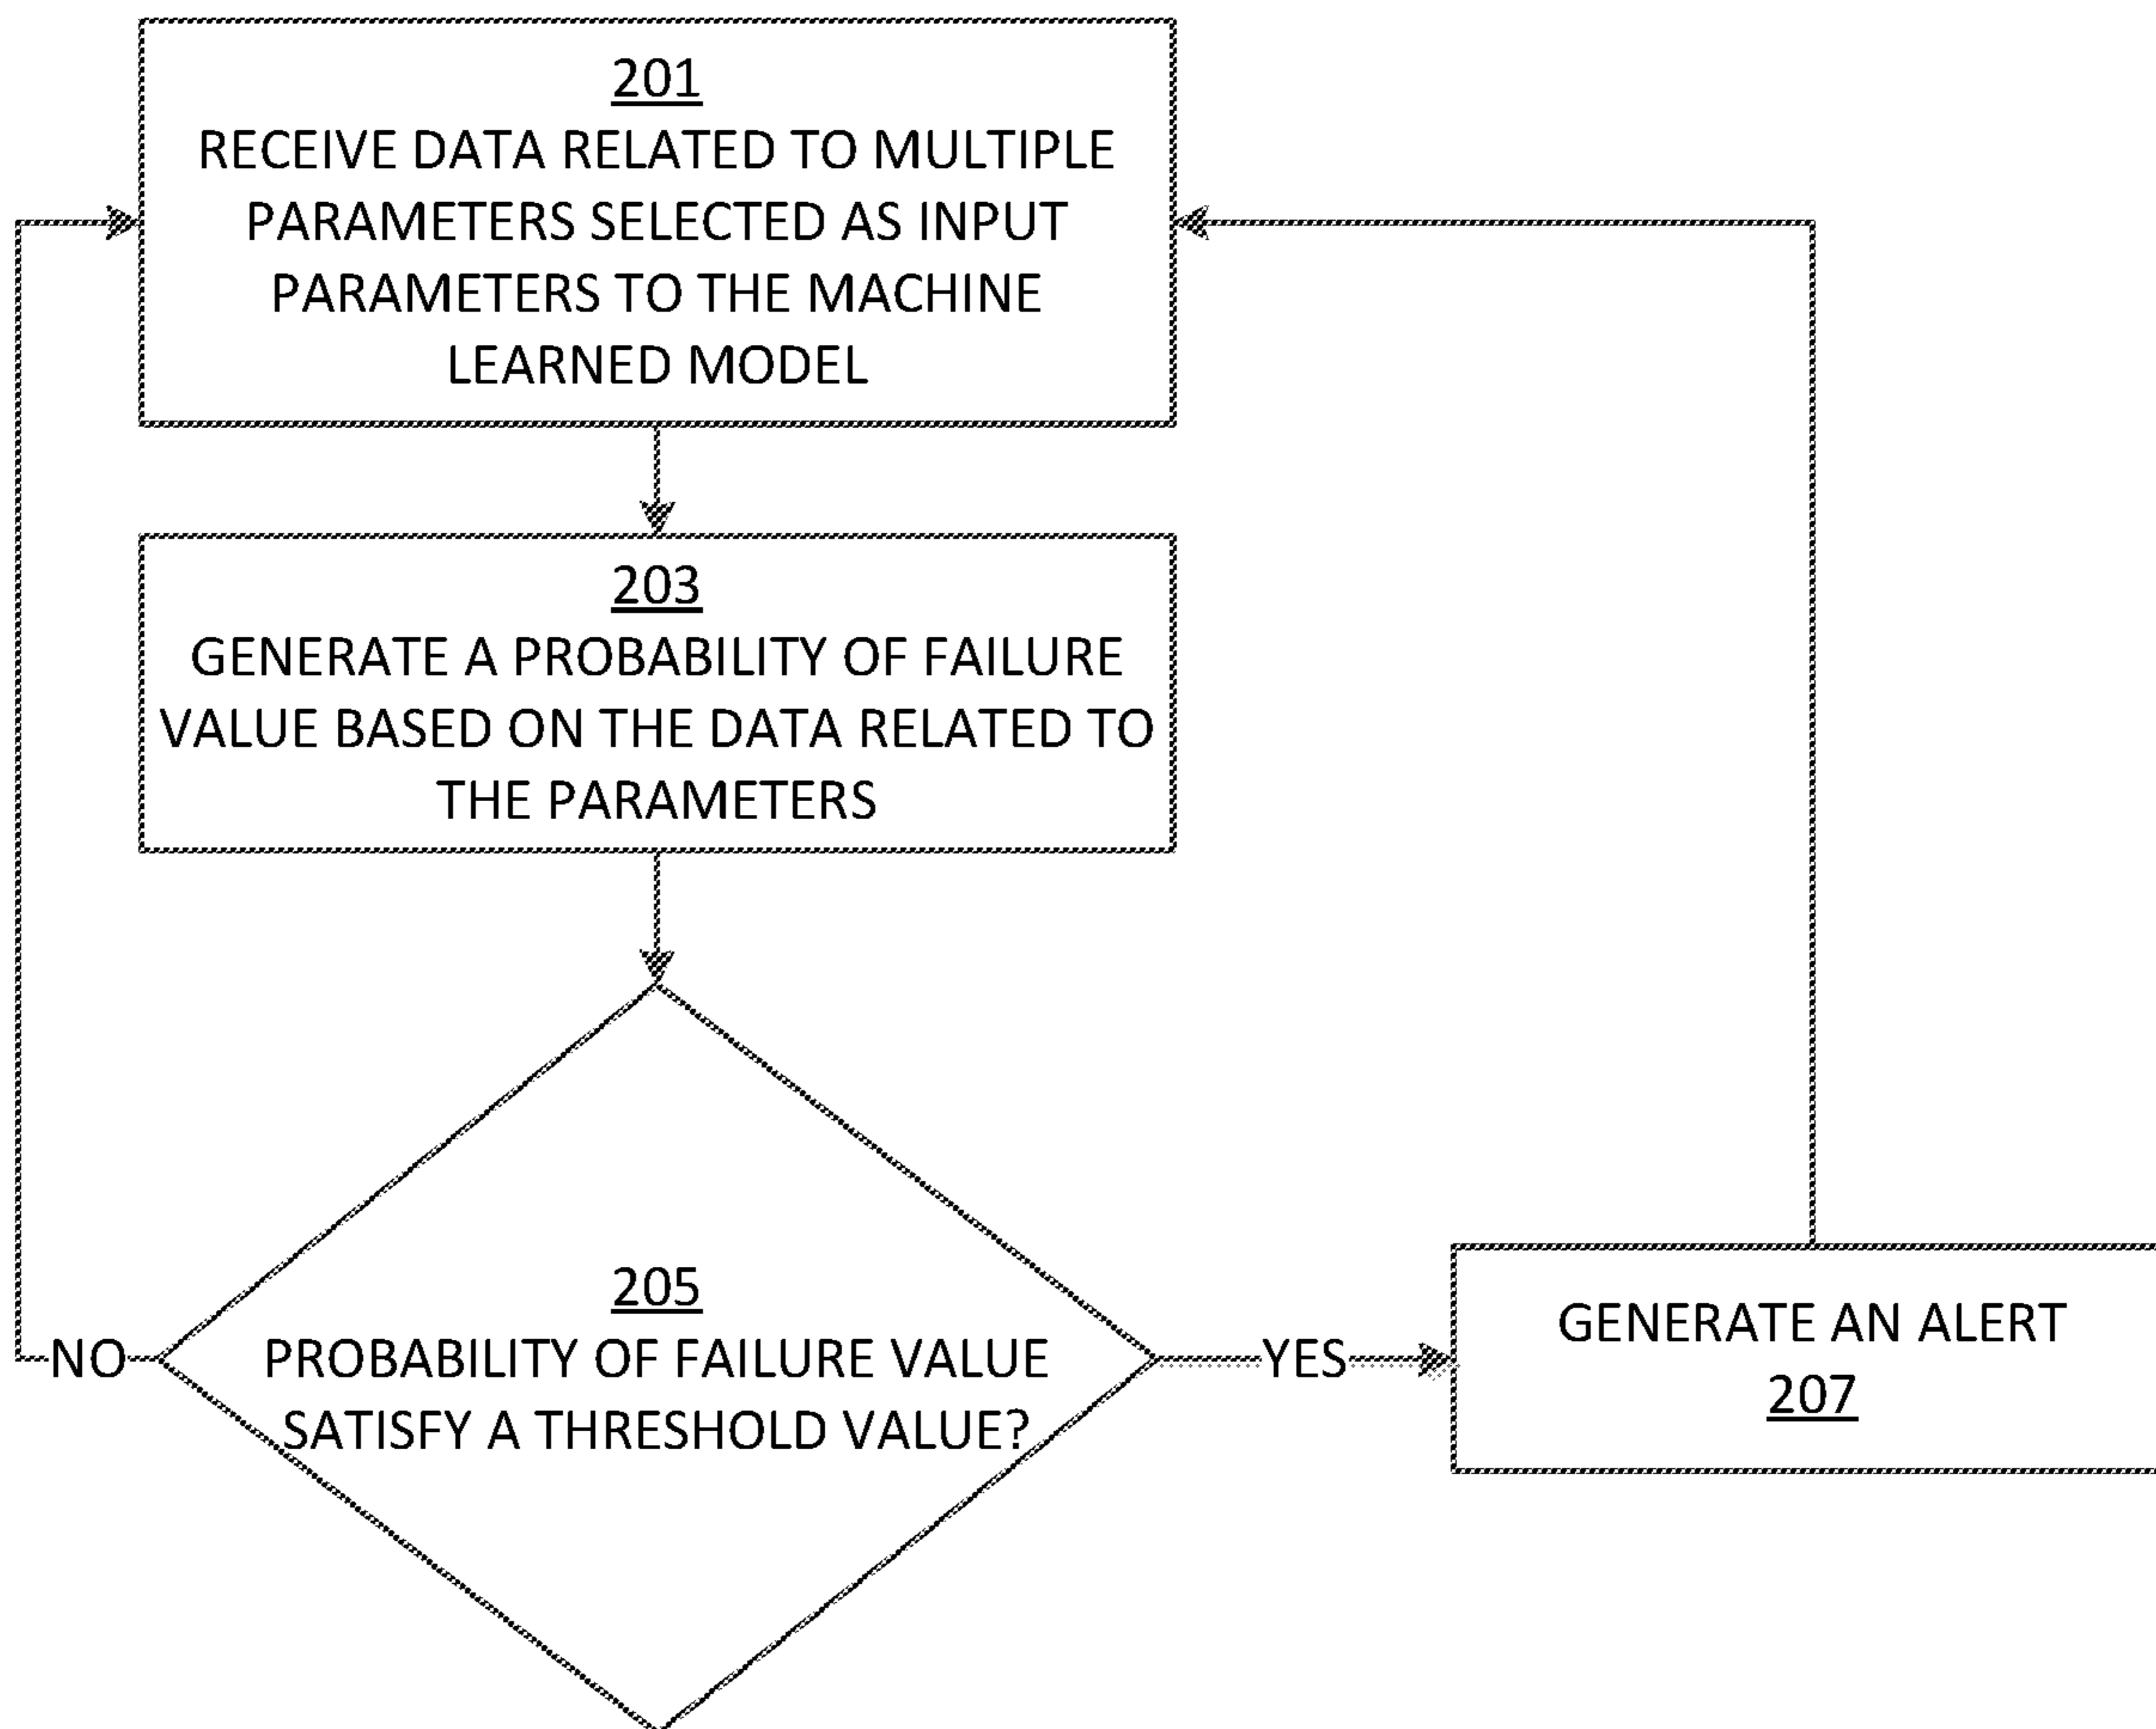 201
RECEIVE DATA RELATED TO MULTIPLE
PARAMETERS SELECTED AS INPUT
PARAMETERS TO THE MACHINE
LEARNED MODEL
203
GENERATE A PROBABILITY OF FAILURE
VALUE BASED ON THE DATA RELATED TO
THE PARAMETERS
205
PROBABILITY OF FAILURE VALUE
SATISFY A THRESHOLD VALUE?
NO
YES
GENERATE AN ALERT
207